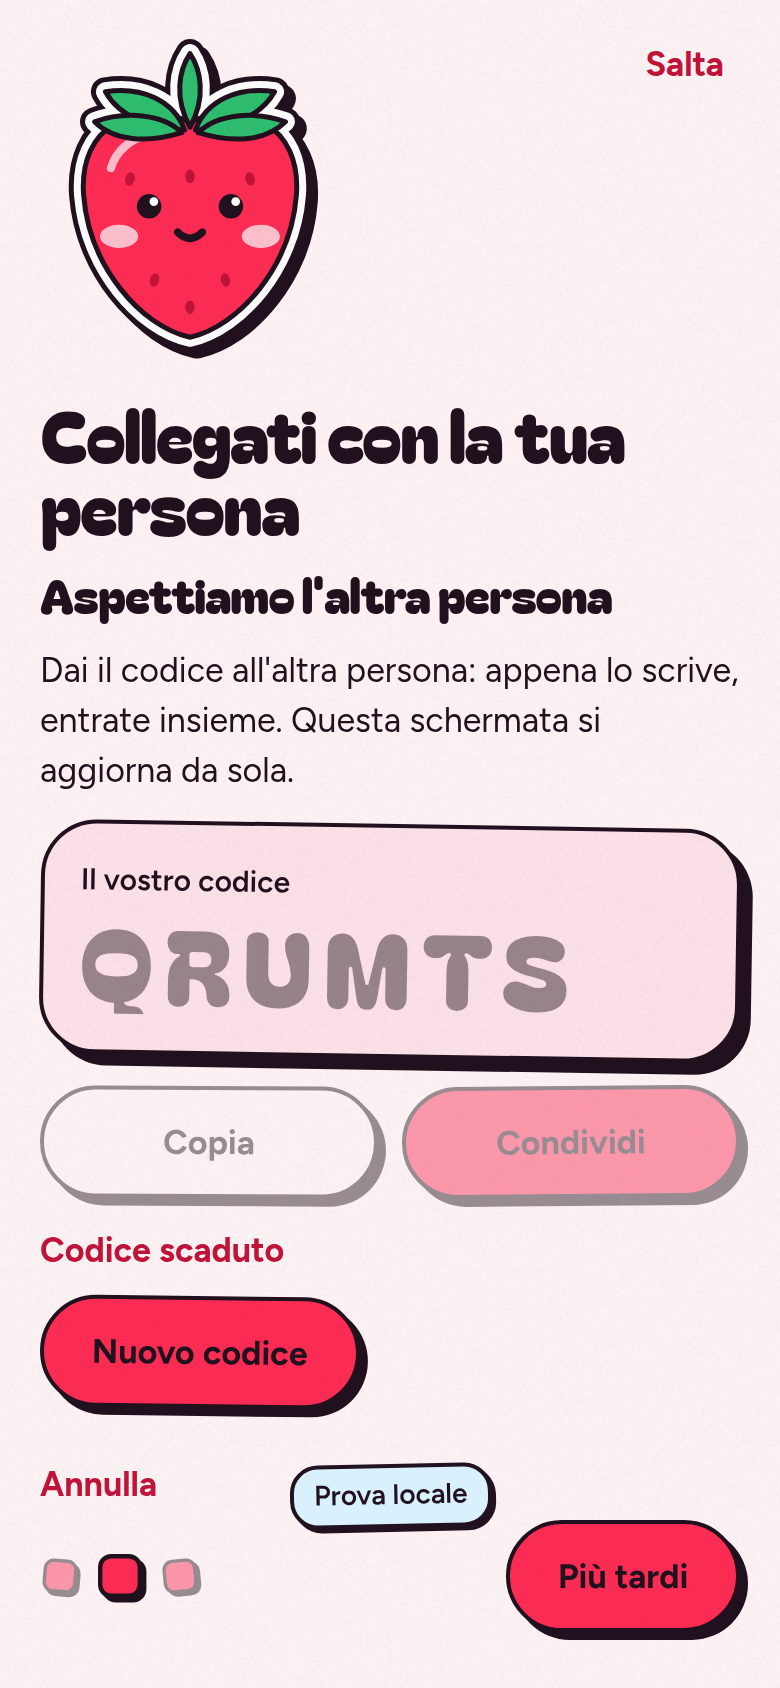 Salta
Collegati con la tua
persona
Aspettiamo l'altra persona
Dai il codice all'altra persona: appena lo scrive,
entrate insieme. Questa schermata si
aggiorna da sola.
Il vostro codice
QRUMTS
Copia
Condividi
Codice scaduto
Nuovo codice
Annulla
Prova locale
Più tardi